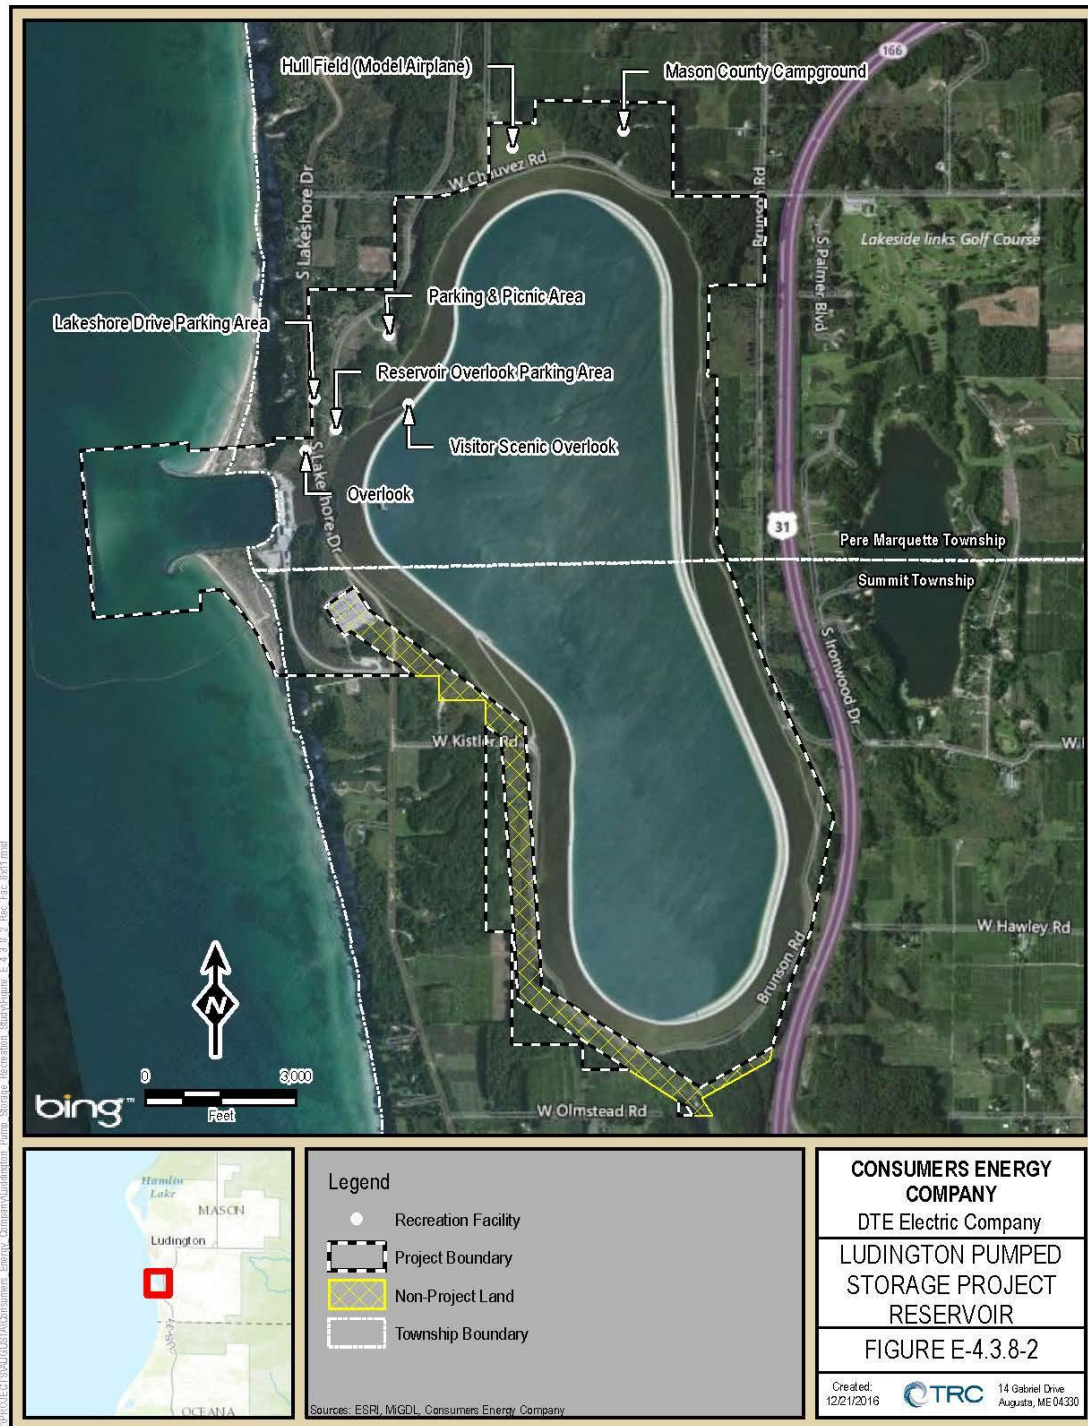 Hull Field (Model Airplane)
Mason County Campground
166
W Chauvez Rd
S Lakeshore Dr
Brunson Rd
S Palmer Blvd
Lakeside links Golf Course
Parking & Picnic Area
Lakeshore Drive Parking Area
Reservoir Overlook Parking Area
Visitor Scenic Overlook
Overlook
S Lakeshore Dr
31
Pere Marquette Township
Summit Township
S Ironwood Dr
W Kistler Rd
W Hawley Rd
Brunson Rd
W Olmstead Rd
N
0 3,000
Feet
bing™
Hamlin
Lake
MASON
Ludington
US-31
OCEANA
Legend
Recreation Facility
Project Boundary
Non-Project Land
Township Boundary
Sources: ESRI, MiGDL, Consumers Energy Company
CONSUMERS ENERGY
COMPANY
DTE Electric Company
LUDINGTON PUMPED
STORAGE PROJECT
RESERVOIR
FIGURE E-4.3.8-2
Created:
12/21/2016
TRC
14 Gabriel Drive
Augusta, ME 04330